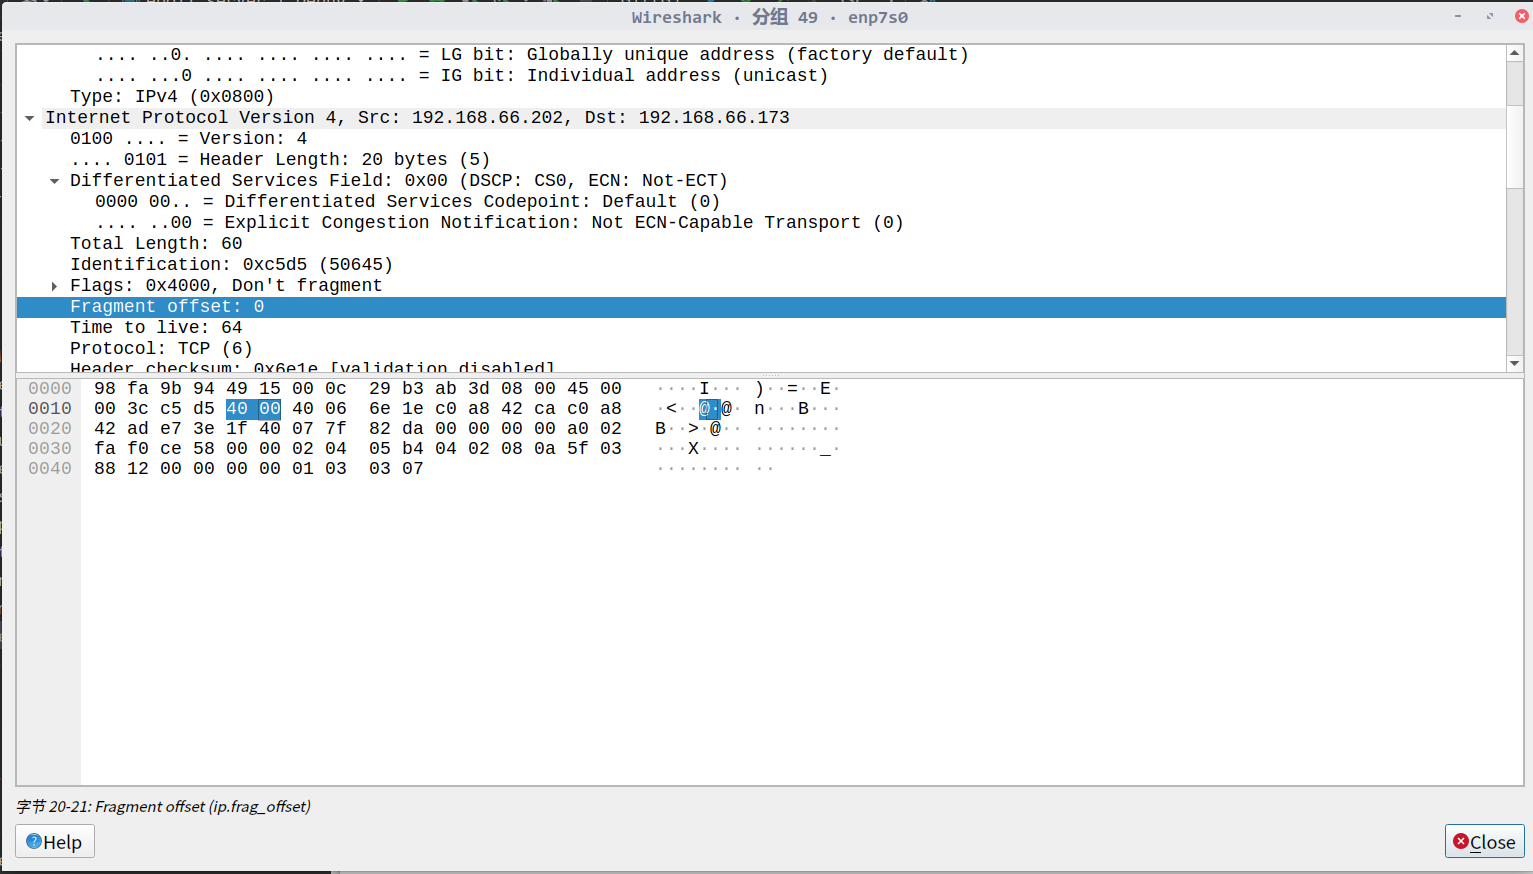 Wireshark · 分组 49 · enp7s0
.... ..0. .... .... .... .... = LG bit: Globally unique address (factory default)
.... ...0 .... .... .... .... = IG bit: Individual address (unicast)
Type: IPv4 (0x0800)
Internet Protocol Version 4, Src: 192.168.66.202, Dst: 192.168.66.173
0100 .... = Version: 4
.... 0101 = Header Length: 20 bytes (5)
Differentiated Services Field: 0x00 (DSCP: CS0, ECN: Not-ECT)
0000 00.. = Differentiated Services Codepoint: Default (0)
.... ..00 = Explicit Congestion Notification: Not ECN-Capable Transport (0)
Total Length: 60
Identification: 0xc5d5 (50645)
Flags: 0x4000, Don't fragment
Fragment offset: 0
Time to live: 64
Protocol: TCP (6)
Header checksum: 0x6e1e [validation disabled]
0000 98 fa 9b 94 49 15 00 0c 29 b3 ab 3d 08 00 45 00 ····I··· )··=··E·
0010 00 3c c5 d5 40 00 40 06 6e 1e c0 a8 42 ca c0 a8 ·<··@·@· n···B···
0020 42 ad e7 3e 1f 40 07 7f 82 da 00 00 00 00 a0 02 B··>·@·· ········
0030 fa f0 ce 58 00 00 02 04 05 b4 04 02 08 0a 5f 03 ···X···· ······_·
0040 88 12 00 00 00 00 01 03 03 07 ········ ··
字节 20-21: Fragment offset (ip.frag_offset)
Help
Close